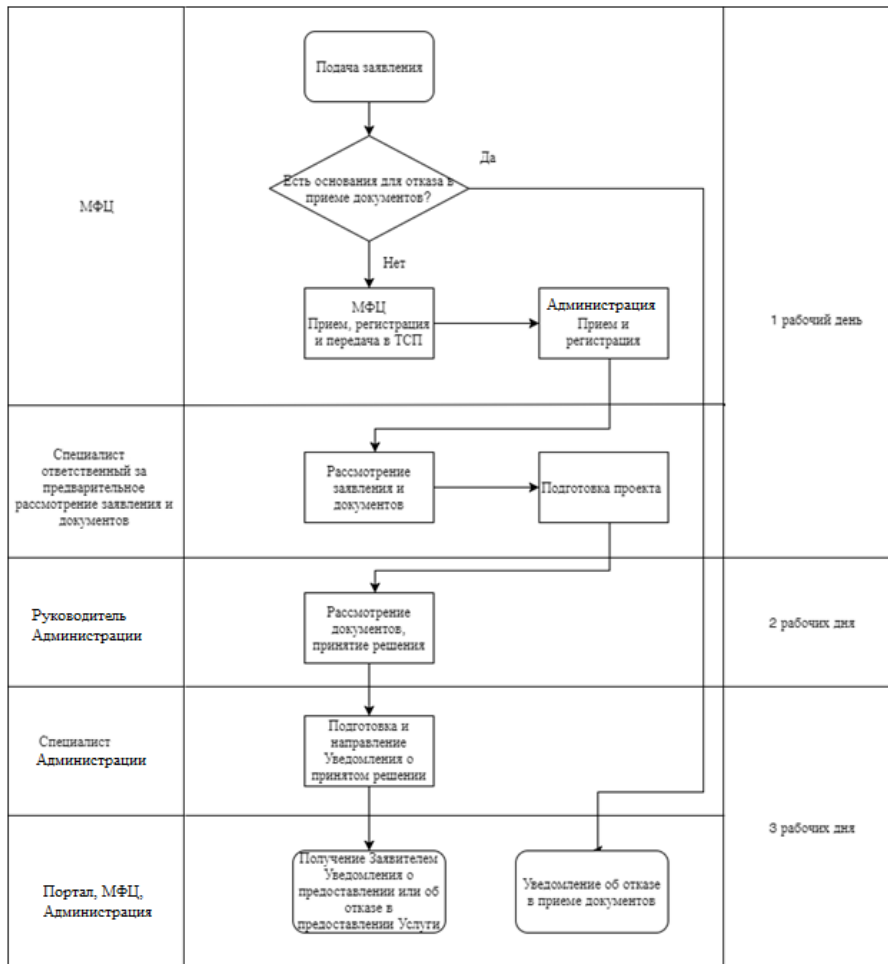 Подача заявления
Да
Есть основания для отказа в
приеме документов?
МФЦ
Нет
МФЦ
Прием, регистрация
и передача в ТСП
Администрация
Прием и
регистрация
1 рабочий день
Специалист
ответственный за
предварительное
рассмотрение заявления и
документов
Рассмотрение
заявления и
документов
Подготовка проекта
Руководитель
Администрации
Рассмотрение
документов,
принятие решения
2 рабочих дня
Специалист
Администрации
Подготовка и
направление
Уведомления о
принятом решении
3 рабочих дня
Портал, МФЦ,
Администрация
Получение Заявителем
Уведомления о
предоставлении или об
отказе в
предоставлении Услуги
Уведомление об отказе
в приеме документов